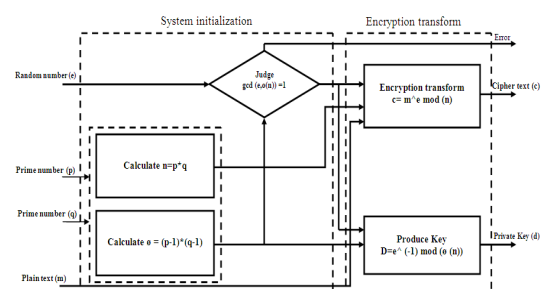 System initialization
Encryption transform
Error
Random number (e)
Judge
gcd (e,ø(n)) =1
Encryption transform
c= m^e mod (n)
Cipher text (c)
Calculate n=p*q
Prime number (p)
Prime number (q)
Calculate ø = (p-1)*(q-1)
Produce Key
D=e^ (-1) mod (ø (n))
Private Key (d)
Plain text (m)